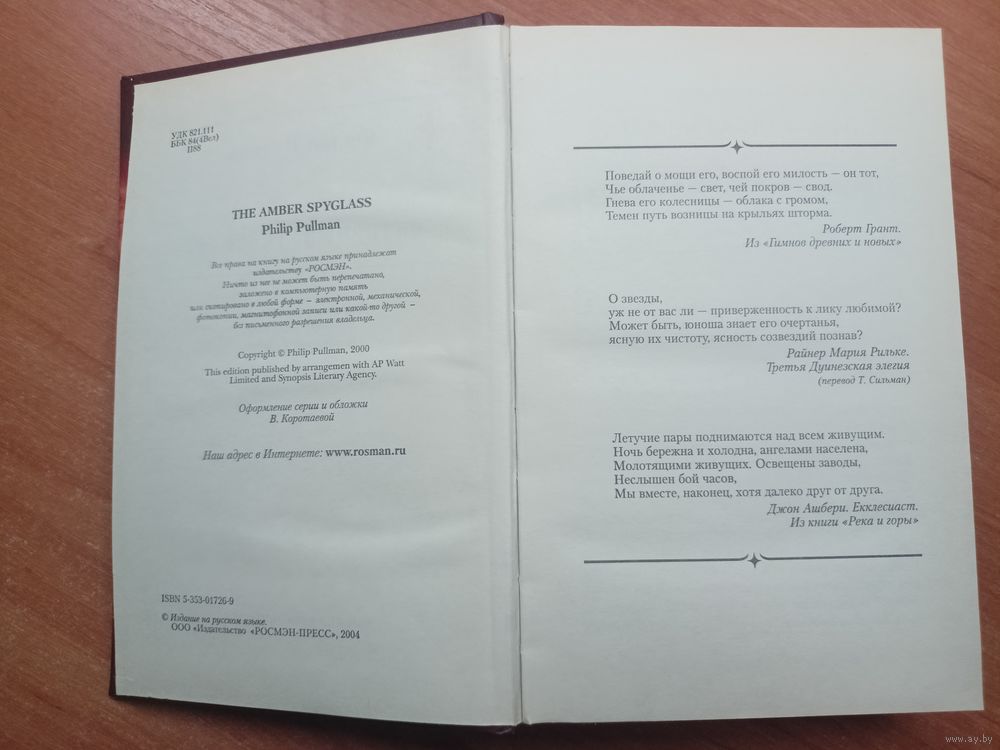 УДК 821.111
ББК 84(4Вел)
П88
THE AMBER SPYGLASS
Philip Pullman
Все права на книгу на русском языке принадлежат
издательству «РОСМЭН».
Ничто из нее не может быть перепечатано,
заложено в компьютерную память
или скопировано в любой форме — электронной, механической,
фотокопии, магнитофонной записи или какой-то другой —
без письменного разрешения владельца.
Copyright © Philip Pullman, 2000
This edition published by arrangemen with AP Watt
Limited and Synopsis Literary Agency.
Оформление серии и обложки
В. Коротаевой
Наш адрес в Интернете: www.rosman.ru
ISBN 5-353-01726-9
© Издание на русском языке.
ООО «Издательство «РОСМЭН-ПРЕСС», 2004
Поведай о мощи его, воспой его милость — он тот,
Чье облаченье — свет, чей покров — свод.
Гнева его колесницы — облака с громом,
Темен путь возницы на крыльях шторма.
Роберт Грант.
Из «Гимнов древних и новых»
О звезды,
уж не от вас ли — приверженность к лику любимой?
Может быть, юноша знает его очертанья,
ясную их чистоту, ясность созвездий познав?
Райнер Мария Рильке.
Третья Дуинезская элегия
(перевод Т. Сильман)
Летучие пары поднимаются над всем живущим.
Ночь бережна и холодна, ангелами населена,
Молотящими живущих. Освещены заводы,
Неслышен бой часов,
Мы вместе, наконец, хотя далеко друг от друга.
Джон Ашбери. Екклесиаст.
Из книги «Река и горы»
www.ay.by